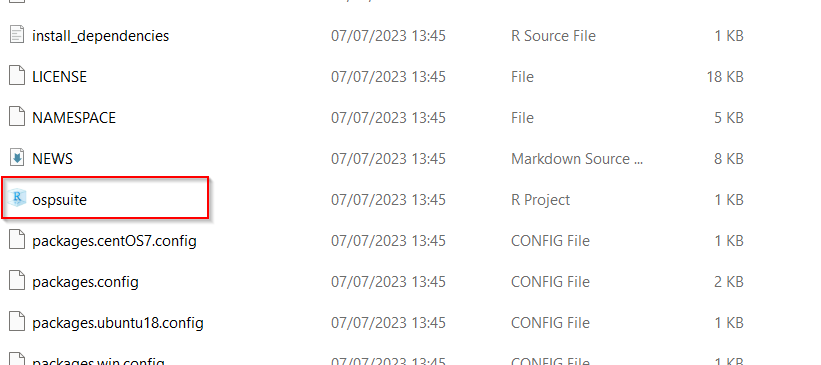 install_dependencies 07/07/2023 13:45 R Source File 1 KB
LICENSE 07/07/2023 13:45 File 18 KB
NAMESPACE 07/07/2023 13:45 File 5 KB
NEWS 07/07/2023 13:45 Markdown Source ... 8 KB
R ospsuite 07/07/2023 13:45 R Project 1 KB
packages.centOS7.config 07/07/2023 13:45 CONFIG File 1 KB
packages.config 07/07/2023 13:45 CONFIG File 2 KB
packages.ubuntu18.config 07/07/2023 13:45 CONFIG File 1 KB
packages.win.config 07/07/2023 13:45 CONFIG File 1 KB